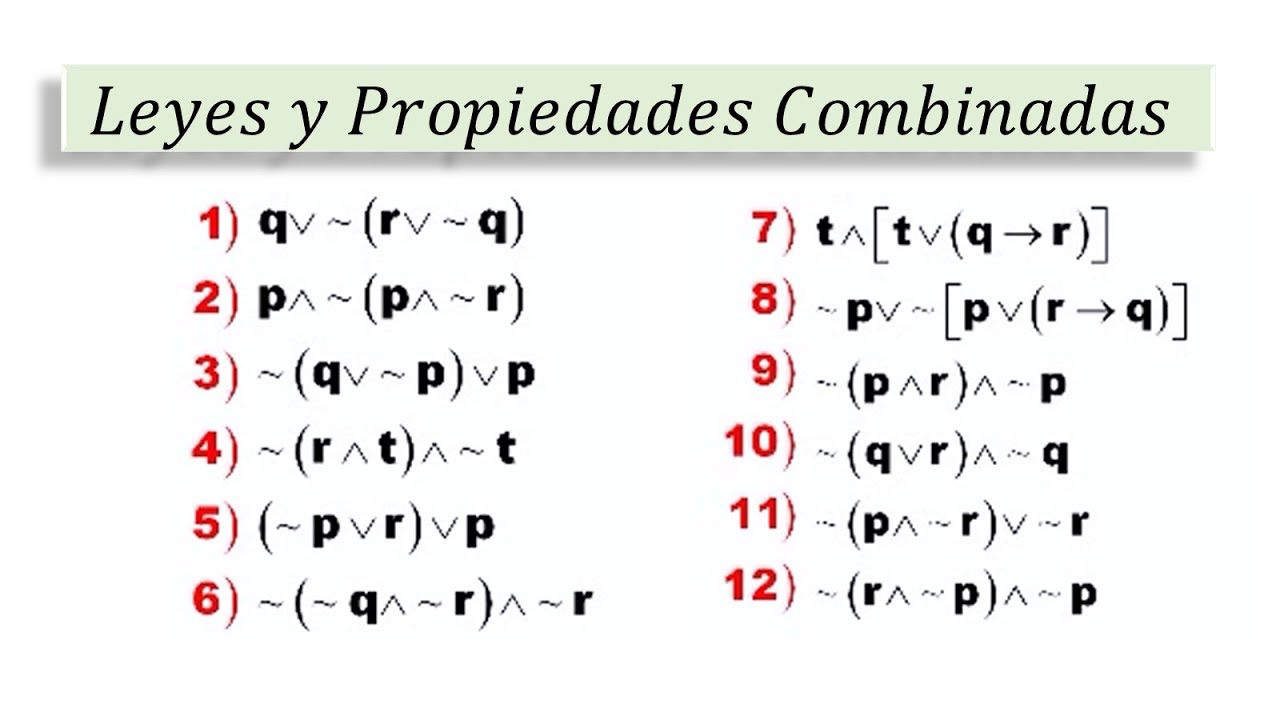 Leyes y Propiedades Combinadas
1) q∨ ~ (r∨ ~ q)
2) p∧ ~ (p∧ ~ r)
3) ~ (q∨ ~ p)∨p
4) ~ (r∧t)∧ ~ t
5) (~ p∨r)∨p
6) ~ (~ q∧ ~ r)∧ ~ r
7) t∧[t∨(q→r)]
8) ~ p∨ ~ [p∨(r→q)]
9) ~ (p∧r)∧ ~ p
10) ~ (q∨r)∧ ~ q
11) ~ (p∧ ~ r)∨ ~ r
12) ~ (r∧ ~ p)∧ ~ p